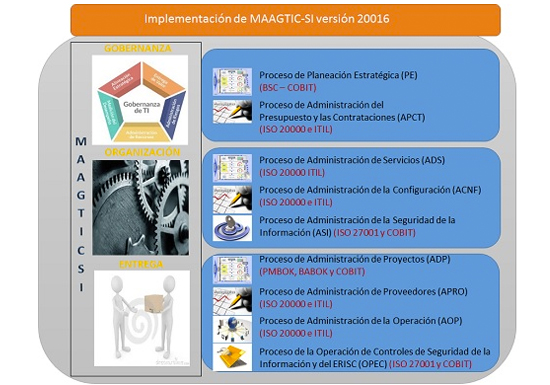 Implementación de MAAGTIC-SI versión 20016
GOBERNANZA
Gobernanza
de TI
MAAGTICSI
Proceso de Planeación Estratégica (PE)
(BSC – COBIT)
Proceso de Administración del
Presupuesto y las Contrataciones (APCT)
(ISO 20000 e ITIL)
ORGANIZACIÓN
Proceso de Administración de Servicios (ADS)
(ISO 20000 ITIL)
Proceso de Administración de la Configuración (ACNF)
(ISO 20000 e ITIL)
Proceso de Administración de la Seguridad de la
Información (ASI) (ISO 27001 y COBIT)
ENTREGA
Proceso de Administración de Proyectos (ADP)
(PMBOK, BABOK y COBIT)
Proceso de Administración de Proveedores (APRO)
(ISO 20000 e ITIL)
Proceso de Administración de la Operación (AOP)
(ISO 20000 e ITIL)
Proceso de la Operación de Controles de Seguridad de la
Información y del ERISC (OPEC) (ISO 27001 y COBIT)